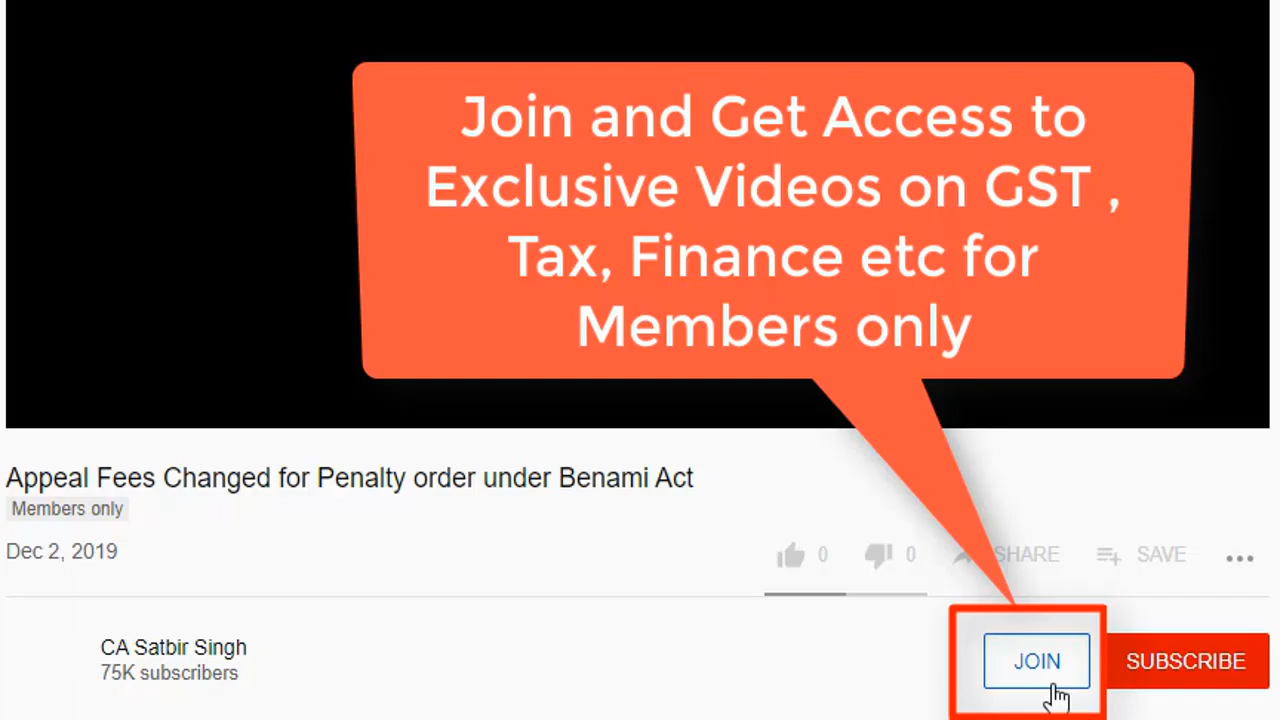 Join and Get Access to
Exclusive Videos on GST ,
Tax, Finance etc for
Members only
Appeal Fees Changed for Penalty order under Benami Act
Members only
Dec 2, 2019
0 0 SHARE SAVE
CA Satbir Singh
75K subscribers
JOIN SUBSCRIBE